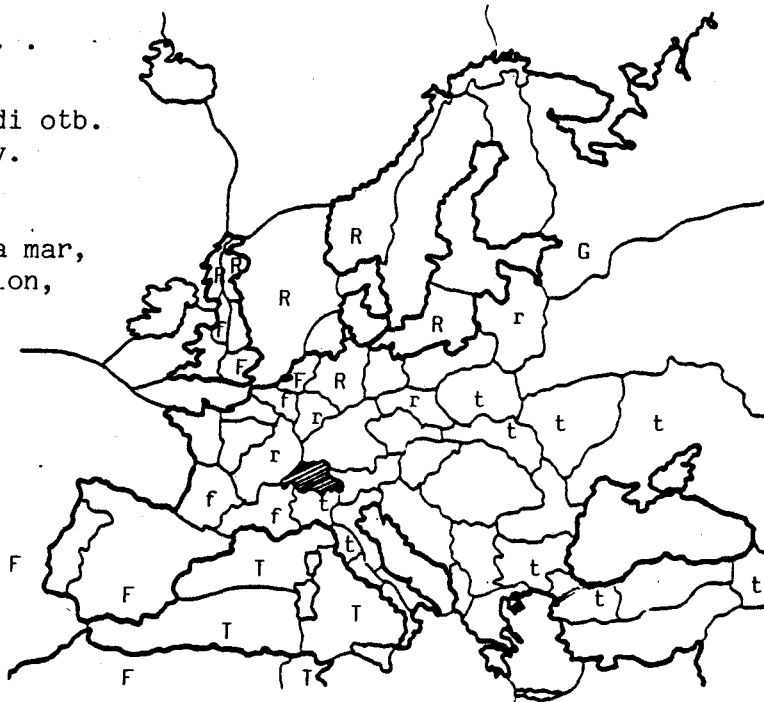 . .
di otb.
v.
R
a mar,
G
R R
ion,
R
r
R
F
F
F R
f r t
r
t t t
r
f t
f
t
F T t t
F t
T T
F T